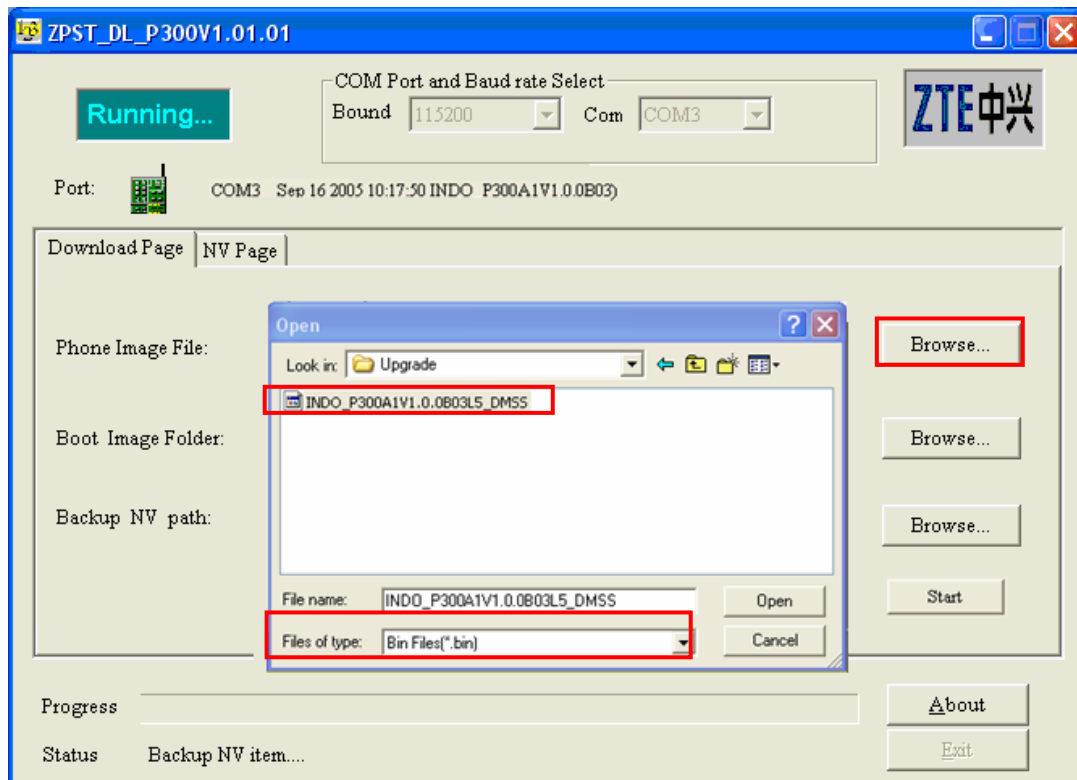 ZPST_DL_P300V1.01.01
Running...
COM Port and Baud rate Select
Bound 115200 Com COM3
ZTE中兴
Port: COM3 Sep 16 2005 10:17:50 INDO P300A1V1.0.0B03)
Download Page NV Page
Open
Phone Image File: Browse...
Look in: Upgrade
INDO_P300A1V1.0.0B03L5_DMSS
Boot Image Folder: Browse...
Backup NV path: Browse...
File name: INDO_P300A1V1.0.0B03L5_DMSS Open
Start
Files of type: Bin Files(*.bin) Cancel
Progress About
Status Backup NV item.... Exit